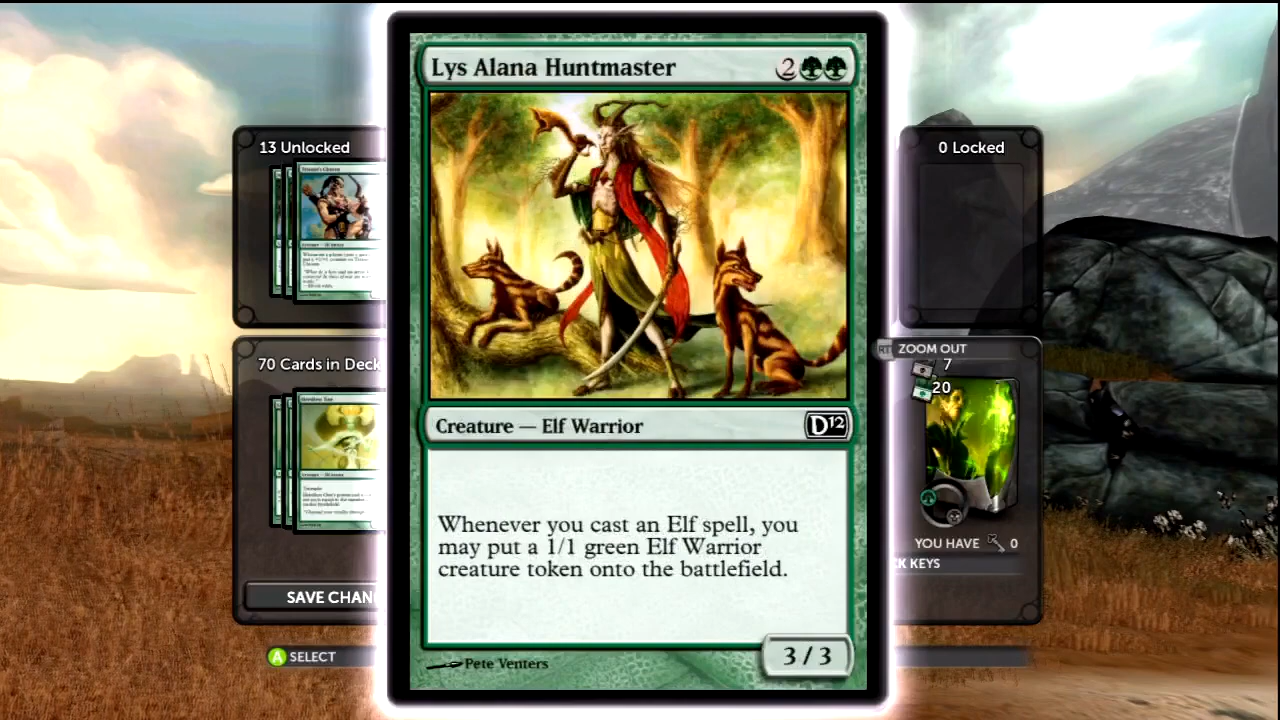 Lys Alana Huntmaster 2
Creature — Elf Warrior D12
Whenever you cast an Elf spell, you
may put a 1/1 green Elf Warrior
creature token onto the battlefield.
Pete Venters
3 / 3
13 Unlocked
70 Cards in Deck
SAVE CHAN
A SELECT
0 Locked
ZOOM OUT
7
20
YOU HAVE 0
CK KEYS